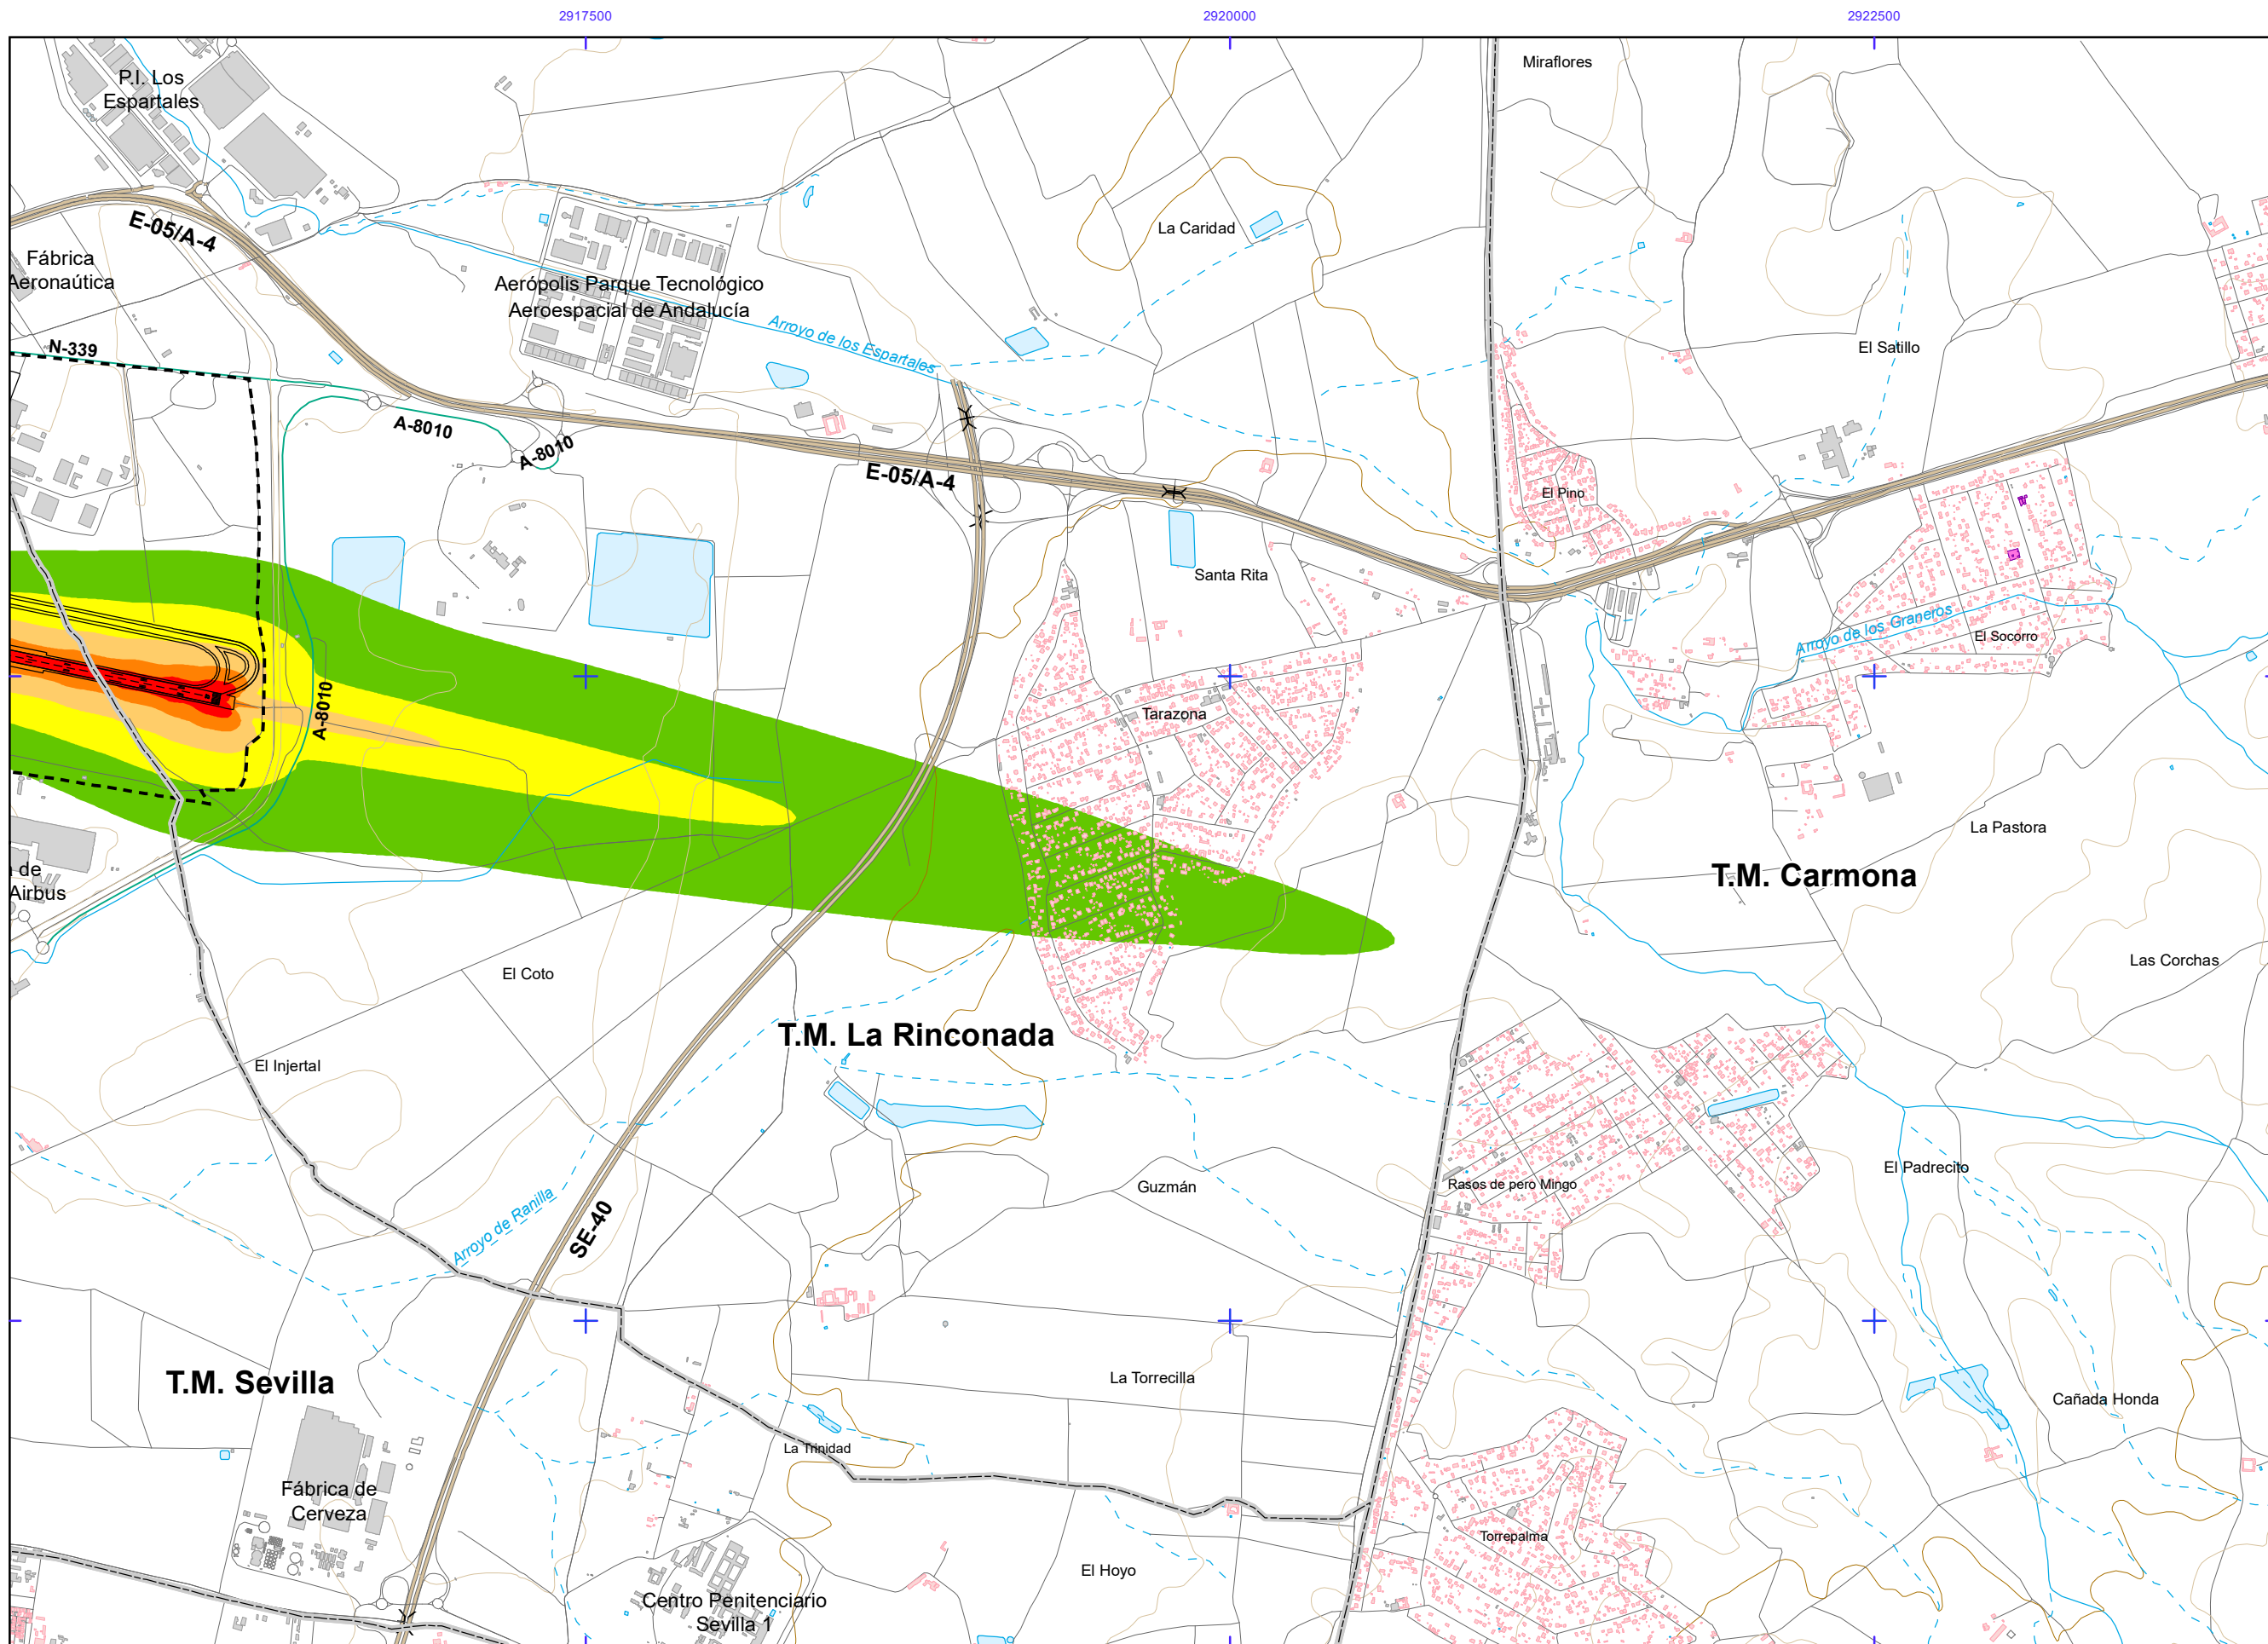 2917500
2920000
2922500
P.I. Los
Espartales
Miraflores
E-05/A-4
La Caridad
Fábrica
Aeronaútica
Aerópolis Parque Tecnológico
Aeroespacial de Andalucía
Arroyo de los Espartales
N-339
El Satillo
A-8010
A-8010
E-05/A-4
El Pino
Santa Rita
Arroyo de los Graneros
El Socorro
A-8010
Tarazona
La Pastora
de
Airbus
T.M. Carmona
El Coto
Las Corchas
T.M. La Rinconada
El Injertal
El Padrecito
Rasos de pero Mingo
Guzmán
Arroyo de Ranilla
SE-40
T.M. Sevilla
La Torrecilla
Cañada Honda
La Trinidad
Fábrica de
Cerveza
Torrepalma
El Hoyo
Centro Penitenciario
Sevilla 1